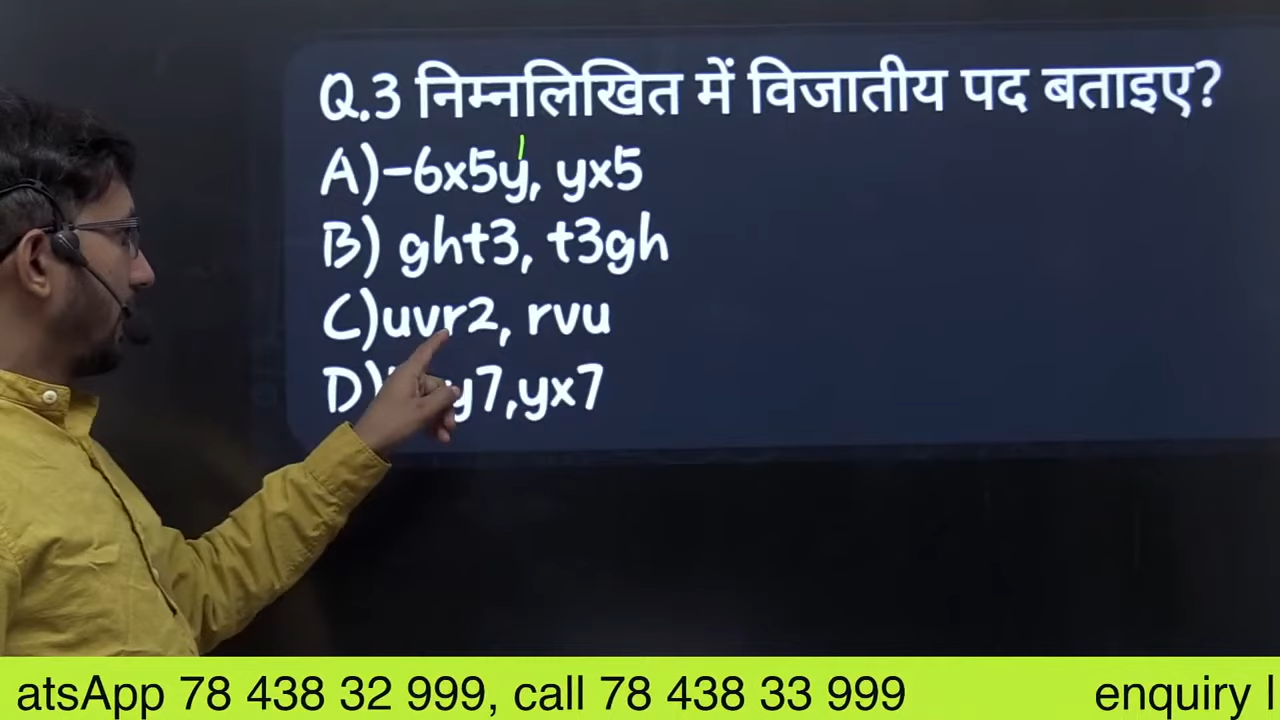 Q.3 निम्नलिखित में विजातीय पद बताइए?
A)-6x5y, yx5
B) ght3, t3gh
C)uvr2, rvu
D) y7,yx7
atsApp 78 438 32 999, call 78 438 33 999 enquiry l